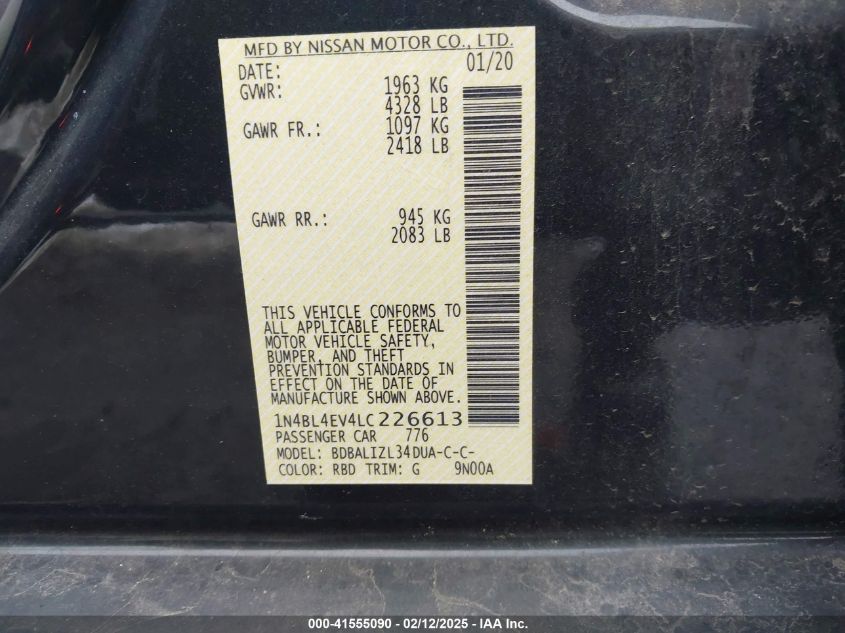 MFD BY NISSAN MOTOR CO., LTD.
DATE: 01/20
GVWR: 1963 KG
4328 LB
GAWR FR.: 1097 KG
2418 LB
GAWR RR.: 945 KG
2083 LB
THIS VEHICLE CONFORMS TO
ALL APPLICABLE FEDERAL
MOTOR VEHICLE SAFETY,
BUMPER, AND THEFT
PREVENTION STANDARDS IN
EFFECT ON THE DATE OF
MANUFACTURE SHOWN ABOVE.
1N4BL4EV4LC226613
PASSENGER CAR 776
MODEL: BDBALIZL34DUA-C-C-
COLOR: RBD TRIM: G 9N00A
000-41555090 - 02/12/2025 - IAA Inc.